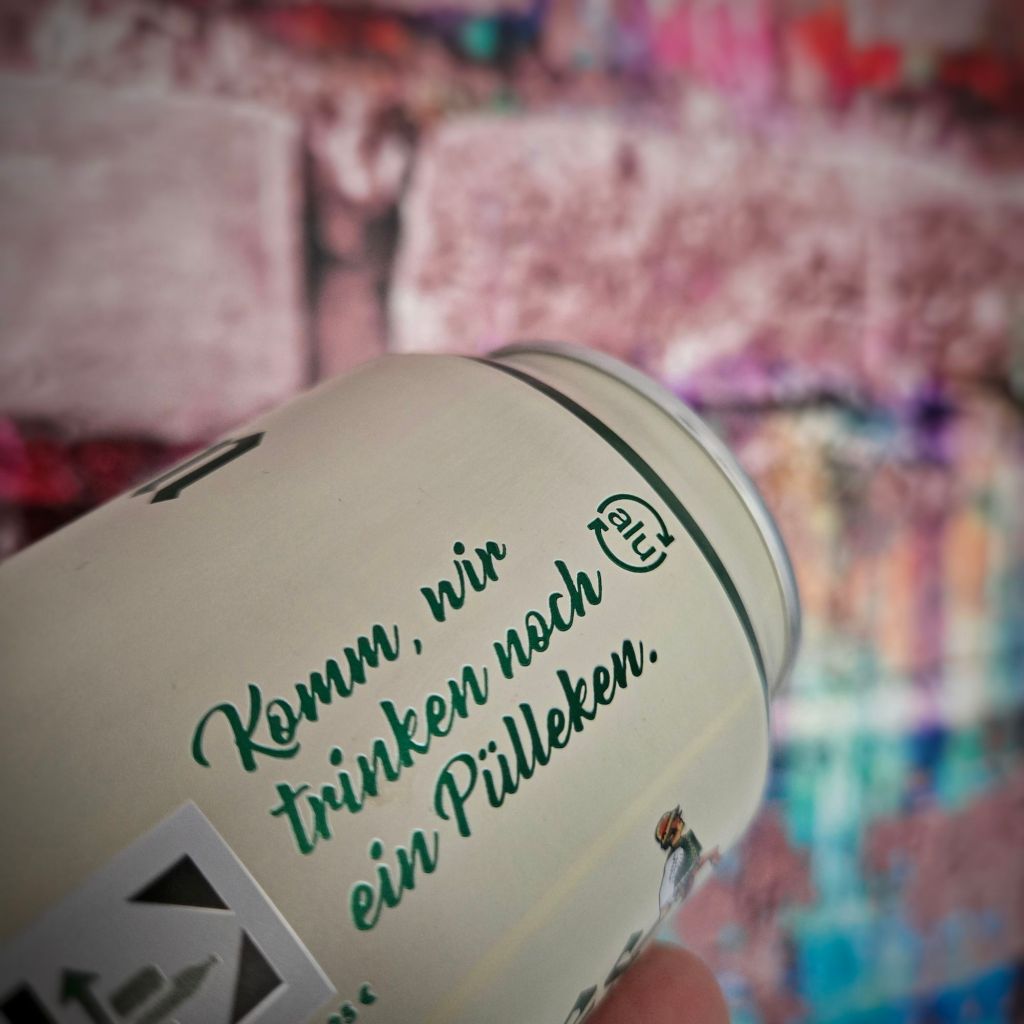 Komm, wir
trinken noch
ein Pülleken.
alu